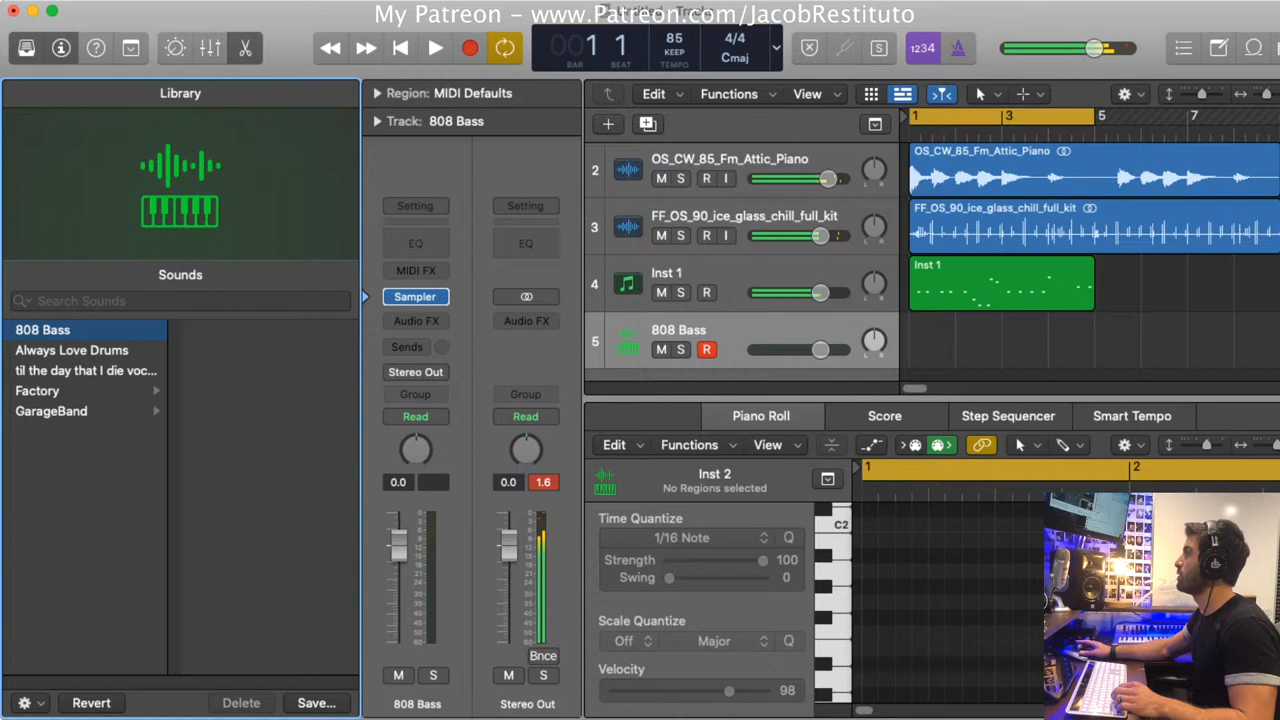 My Patreon - www.Patreon.com/JacobRestituto
001 1
BAR BEAT
85
KEEP
TEMPO
4/4
Cmaj
1234
Library
Sounds
Search Sounds
808 Bass
Always Love Drums
til the day that I die voc...
Factory
GarageBand
Revert
Delete
Save...
Region: MIDI Defaults
Track: 808 Bass
Setting
Setting
EQ
EQ
MIDI FX
Sampler
Audio FX
Audio FX
Sends
Stereo Out
Group
Group
Read
Read
0.0
0.0
1.6
Bnce
M S
M S
808 Bass
Stereo Out
Edit
Functions
View
1
3
5
7
2
OS_CW_85_Fm_Attic_Piano
M S R I
L R
OS_CW_85_Fm_Attic_Piano
3
FF_OS_90_ice_glass_chill_full_kit
M S R I
L R
FF_OS_90_ice_glass_chill_full_kit
4
Inst 1
M S R
L R
Inst 1
5
808 Bass
M S R
L R
Piano Roll
Score
Step Sequencer
Smart Tempo
Edit
Functions
View
Inst 2
No Regions selected
1
2
C2
Time Quantize
1/16 Note
Q
Strength
100
Swing
0
Scale Quantize
Off
Major
Q
Velocity
98